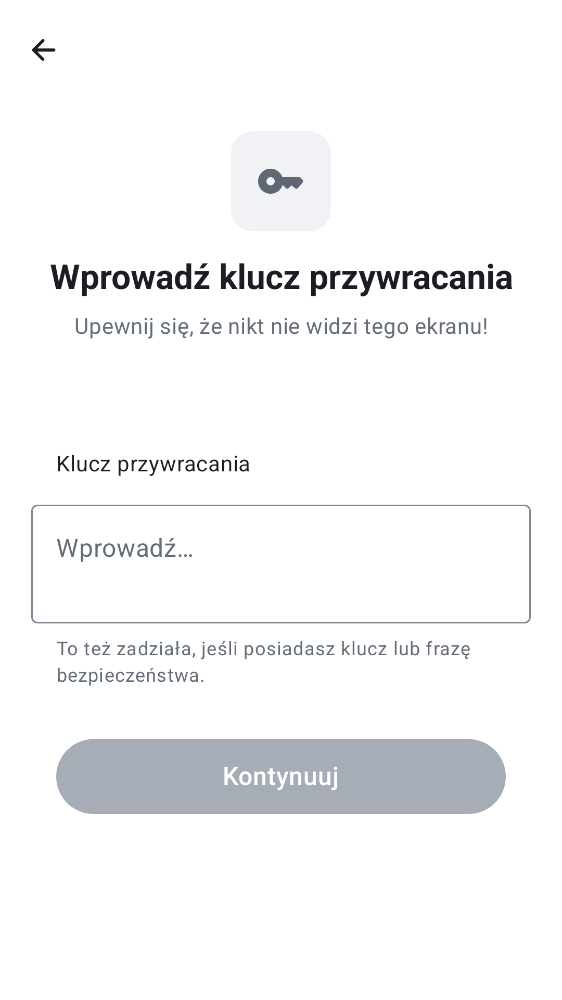 Wprowadź klucz przywracania
Upewnij się, że nikt nie widzi tego ekranu!
Klucz przywracania
Wprowadź...
To też zadziała, jeśli posiadasz klucz lub frazę
bezpieczeństwa.
Kontynuuj